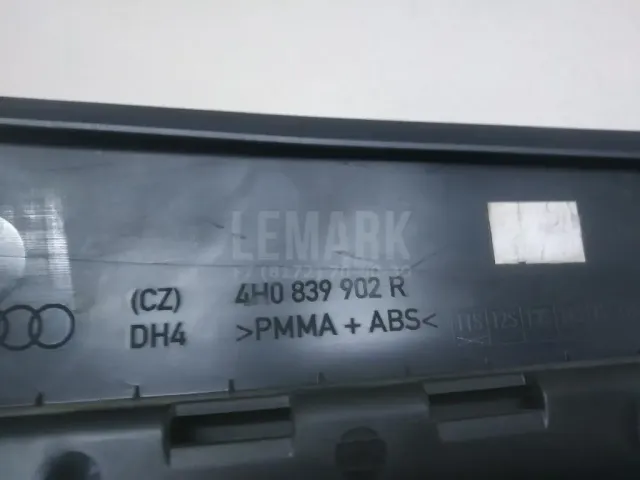 LEMARK
(CZ) 4H0 839 902 R
DH4 >PMMA + ABS<